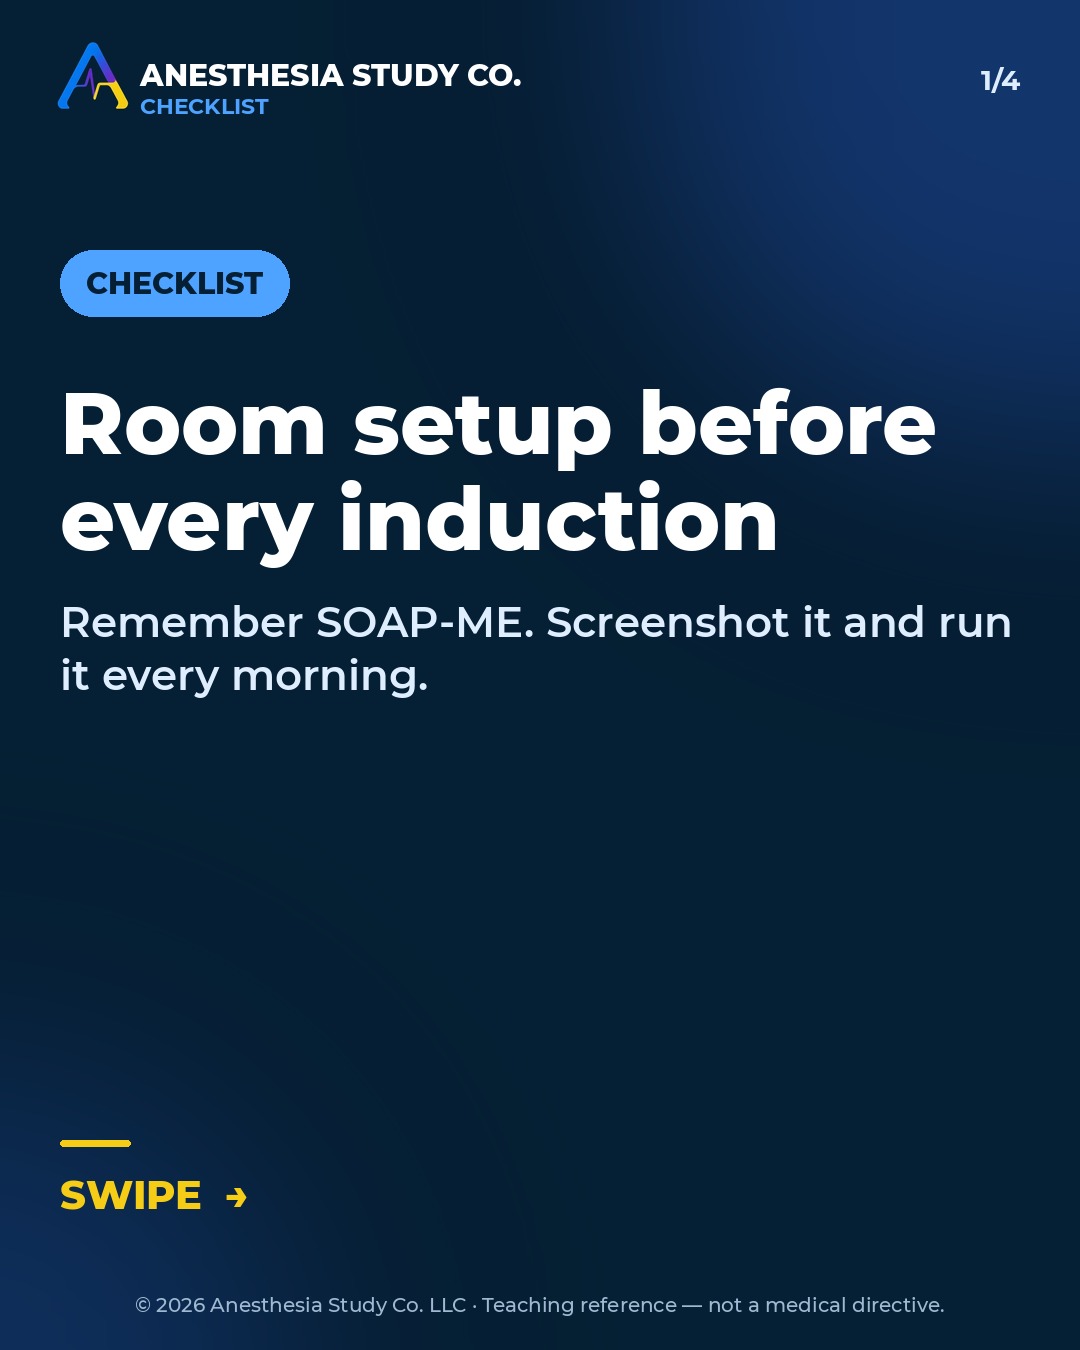 ANESTHESIA STUDY CO.
CHECKLIST
1/4
CHECKLIST
Room setup before
every induction
Remember SOAP-ME. Screenshot it and run
it every morning.
SWIPE →
© 2026 Anesthesia Study Co. LLC · Teaching reference — not a medical directive.